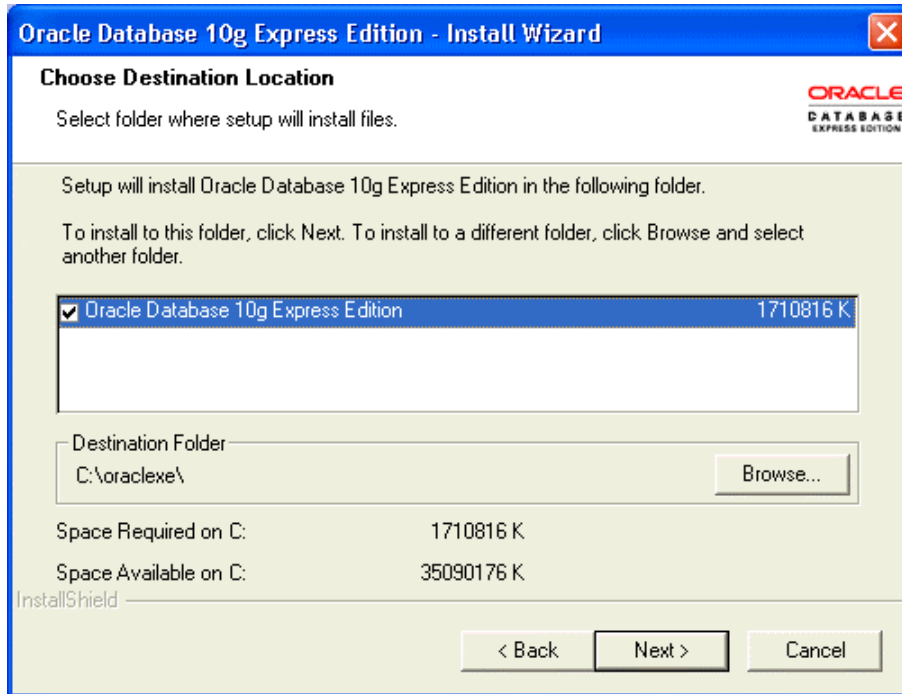 Oracle Database 10g Express Edition - Install Wizard
Choose Destination Location
Select folder where setup will install files.
ORACLE
DATABASE
EXPRESS EDITION
Setup will install Oracle Database 10g Express Edition in the following folder.
To install to this folder, click Next. To install to a different folder, click Browse and select
another folder.
Oracle Database 10g Express Edition 1710816 K
Destination Folder
C:\oraclexe\
Browse...
Space Required on C: 1710816 K
Space Available on C: 35090176 K
InstallShield
< Back Next > Cancel